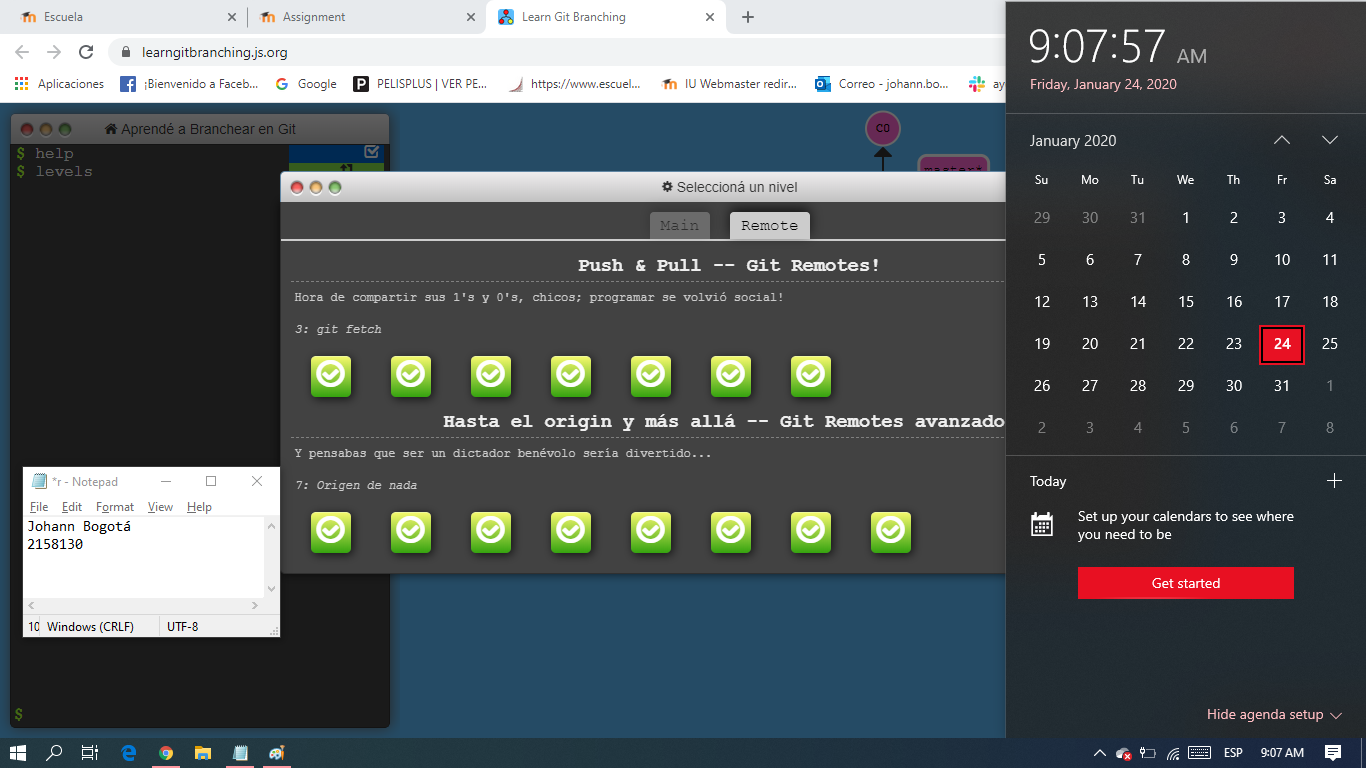 Escuela
Assignment
Learn Git Branching
learngitbranching.js.org
Aplicaciones
¡Bienvenido a Faceb...
Google
PELISPLUS | VER PE...
https://www.escuel...
IU Webmaster redir...
Correo - johann.bo...
ay
Aprendé a Branchear en Git
$ help
$ levels
$
C0
master*
Seleccioná un nivel
Main
Remote
Push & Pull -- Git Remotes!
Hora de compartir sus 1's y 0's, chicos; programar se volvió social!
3: git fetch
Hasta el origin y más allá -- Git Remotes avanzado
Y pensabas que ser un dictador benévolo sería divertido...
7: Origen de nada
*r - Notepad
File Edit Format View Help
Johann Bogotá
2158130
10 Windows (CRLF) UTF-8
9:07:57 AM
Friday, January 24, 2020
January 2020
Su Mo Tu We Th Fr Sa
29 30 31 1 2 3 4
5 6 7 8 9 10 11
12 13 14 15 16 17 18
19 20 21 22 23 24 25
26 27 28 29 30 31 1
2 3 4 5 6 7 8
Today
Set up your calendars to see where
you need to be
Get started
Hide agenda setup
ESP
9:07 AM